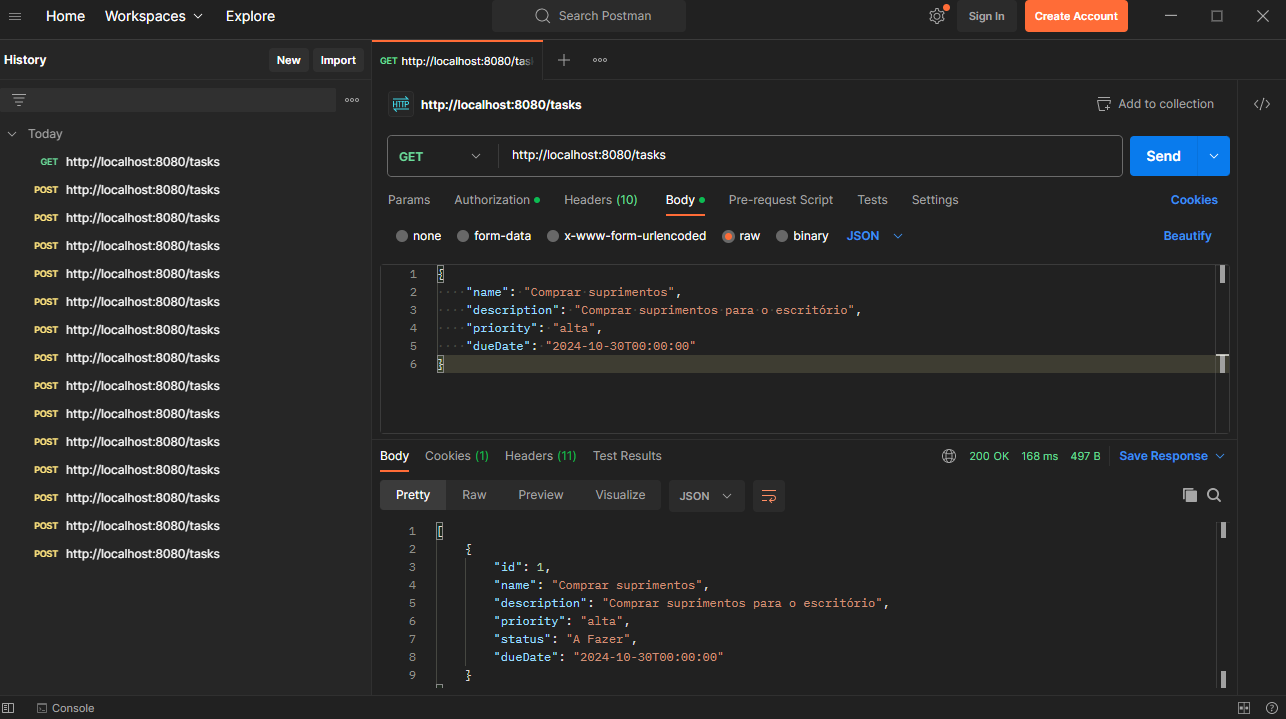 Home Workspaces Explore Search Postman Sign In Create Account
History New Import
Today
GET http://localhost:8080/tasks
POST http://localhost:8080/tasks
POST http://localhost:8080/tasks
POST http://localhost:8080/tasks
POST http://localhost:8080/tasks
POST http://localhost:8080/tasks
POST http://localhost:8080/tasks
POST http://localhost:8080/tasks
POST http://localhost:8080/tasks
POST http://localhost:8080/tasks
POST http://localhost:8080/tasks
POST http://localhost:8080/tasks
POST http://localhost:8080/tasks
POST http://localhost:8080/tasks
POST http://localhost:8080/tasks
GET http://localhost:8080/tas
HTTP http://localhost:8080/tasks Add to collection </>
GET http://localhost:8080/tasks Send
Params Authorization Headers (10) Body Pre-request Script Tests Settings Cookies
none form-data x-www-form-urlencoded raw binary JSON Beautify
1 {
2 "name": "Comprar suprimentos",
3 "description": "Comprar suprimentos para o escritório",
4 "priority": "alta",
5 "dueDate": "2024-10-30T00:00:00"
6 }
Body Cookies (1) Headers (11) Test Results 200 OK 168 ms 497 B Save Response
Pretty Raw Preview Visualize JSON
1 [
2 {
3 "id": 1,
4 "name": "Comprar suprimentos",
5 "description": "Comprar suprimentos para o escritório",
6 "priority": "alta",
7 "status": "A Fazer",
8 "dueDate": "2024-10-30T00:00:00"
9 }
Console